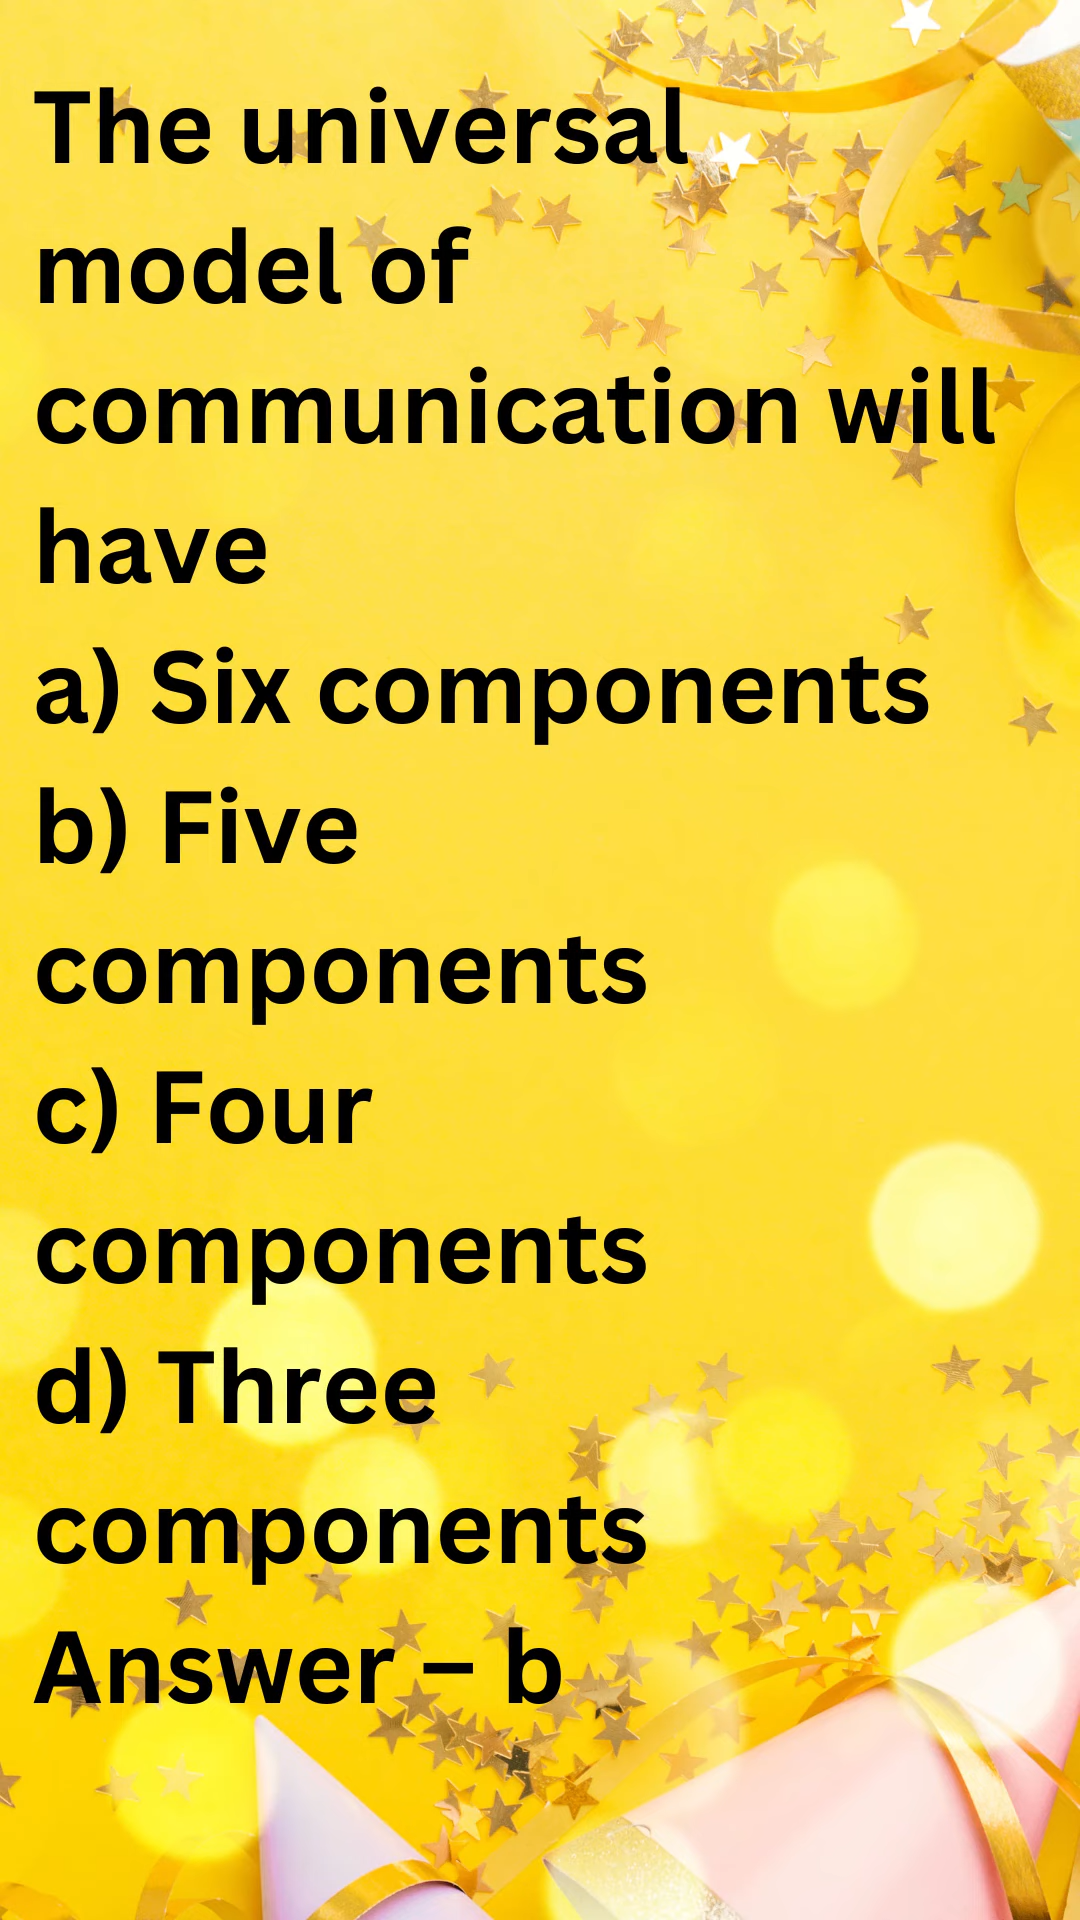 The universal
model of
communication will
have
a) Six components
b) Five
components
c) Four
components
d) Three
components
Answer – b